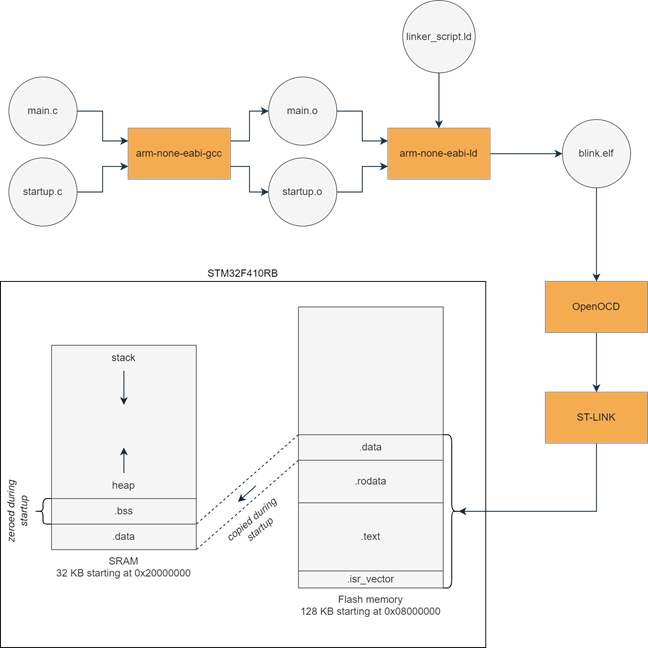 linker_script.ld
main.c
main.o
arm-none-eabi-gcc
arm-none-eabi-ld
blink.elf
startup.c
startup.o
STM32F410RB
OpenOCD
stack
ST-LINK
.data
.rodata
heap
zeroed during
startup
.bss
copied during
startup
.data
.text
SRAM
32 KB starting at 0x20000000
.isr_vector
Flash memory
128 KB starting at 0x08000000